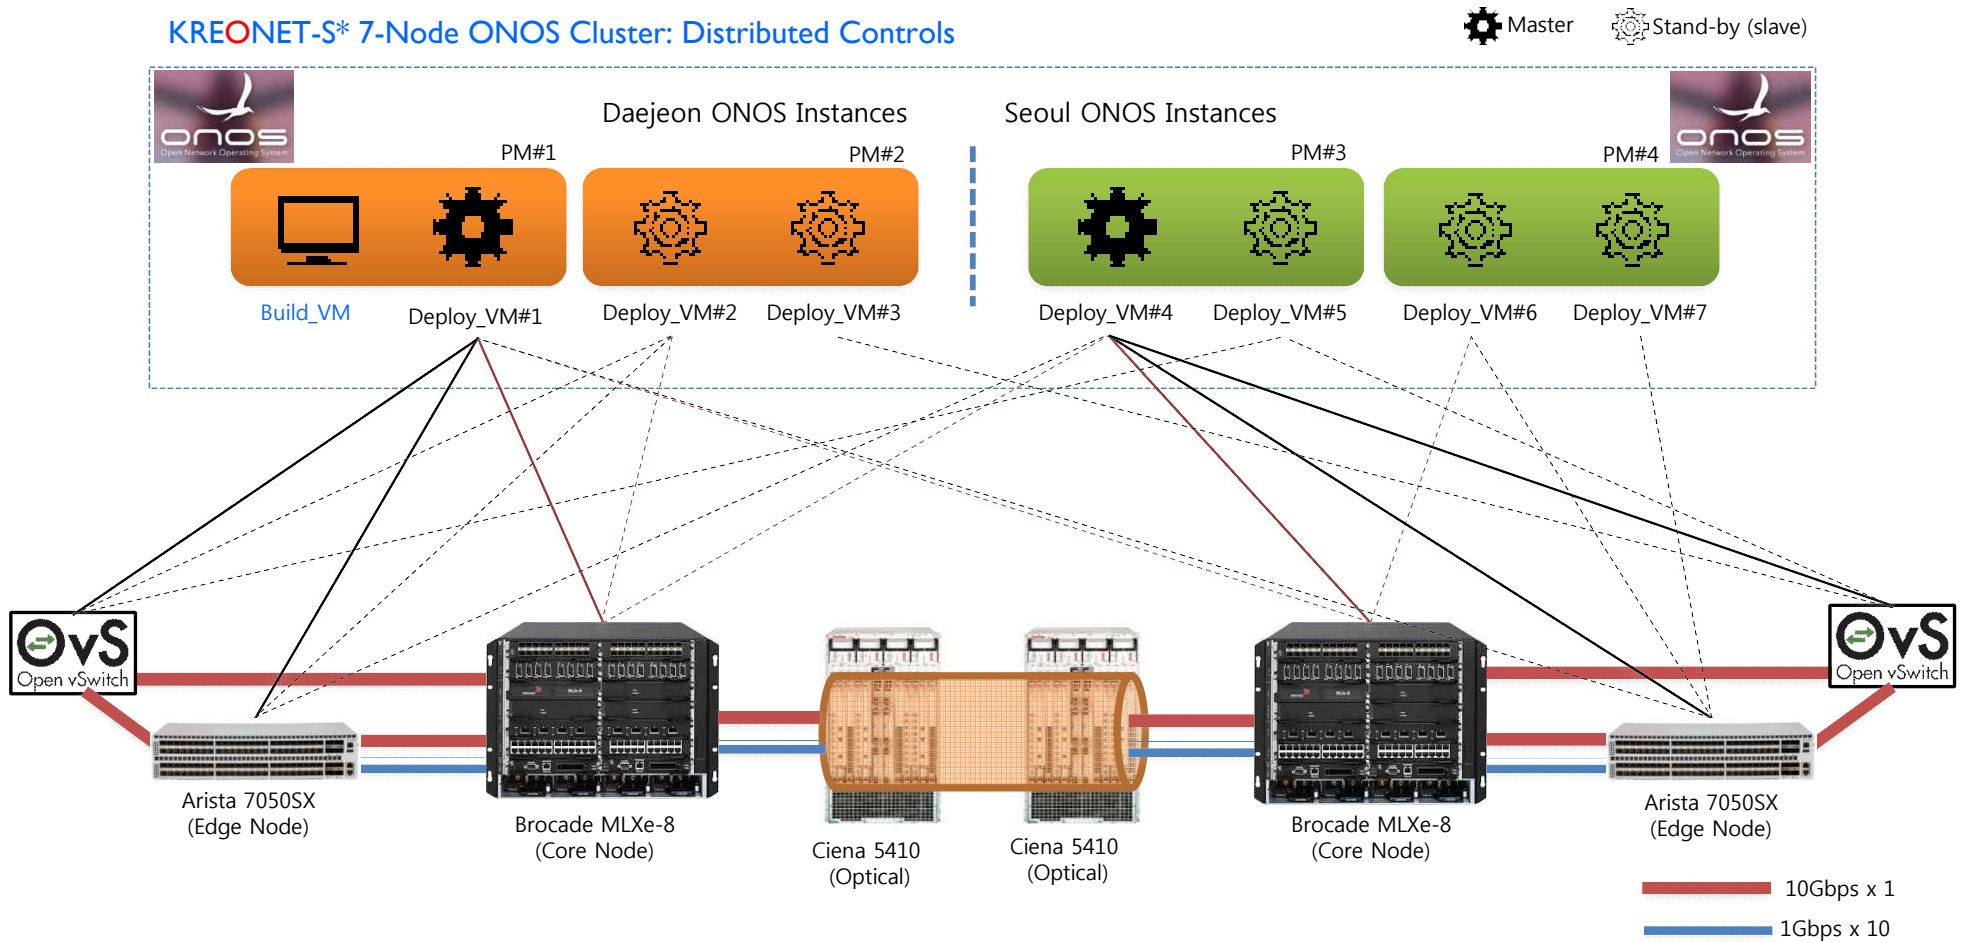 KREONET-S* 7-Node ONOS Cluster: Distributed Controls
Master
Stand-by (slave)
onos
Open Network Operating System
Daejeon ONOS Instances
Seoul ONOS Instances
onos
Open Network Operating System
PM#1
PM#2
PM#3
PM#4
Build_VM
Deploy_VM#1
Deploy_VM#2
Deploy_VM#3
Deploy_VM#4
Deploy_VM#5
Deploy_VM#6
Deploy_VM#7
OvS
Open vSwitch
OvS
Open vSwitch
MLXe-8
MLXe-8
Arista 7050SX
(Edge Node)
Brocade MLXe-8
(Core Node)
Ciena 5410
(Optical)
Ciena 5410
(Optical)
Brocade MLXe-8
(Core Node)
Arista 7050SX
(Edge Node)
10Gbps x 1
1Gbps x 10